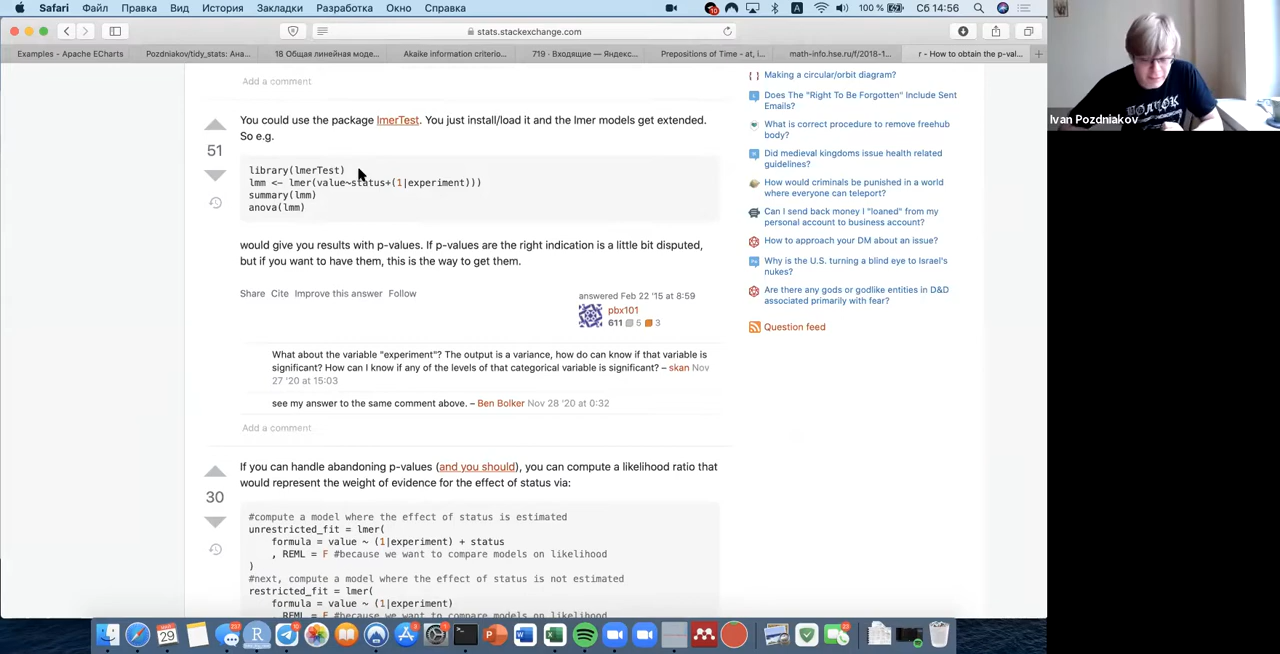 Safari Файл Правка Вид История Закладки Разработка Окно Справка
100 % Сб 14:56
stats.stackexchange.com
Examples - Apache ECharts
Pozdniakov/tidy_stats: Ана...
18 Общая линейная моде...
Akaike information criterio...
719 · Входящие — Яндекс...
Prepositions of Time - at, i...
math-info.hse.ru/f/2018-1...
r - How to obtain the p-val...
Add a comment
You could use the package lmerTest. You just install/load it and the lmer models get extended.
So e.g.
51
library(lmerTest)
lmm <- lmer(value~status+(1|experiment)))
summary(lmm)
anova(lmm)
would give you results with p-values. If p-values are the right indication is a little bit disputed,
but if you want to have them, this is the way to get them.
Share Cite Improve this answer Follow
answered Feb 22 '15 at 8:59
pbx101
611 5 3
What about the variable "experiment"? The output is a variance, how do can know if that variable is
significant? How can I know if any of the levels of that categorical variable is significant? – skan Nov
27 '20 at 15:03
see my answer to the same comment above. – Ben Bolker Nov 28 '20 at 0:32
Add a comment
If you can handle abandoning p-values (and you should), you can compute a likelihood ratio that
would represent the weight of evidence for the effect of status via:
30
#compute a model where the effect of status is estimated
unrestricted_fit = lmer(
formula = value ~ (1|experiment) + status
, REML = F #because we want to compare models on likelihood
)
#next, compute a model where the effect of status is not estimated
restricted_fit = lmer(
formula = value ~ (1|experiment)
, REML = F #because we want to compare models on likelihood
Making a circular/orbit diagram?
Does The "Right To Be Forgotten" Include Sent
Emails?
What is correct procedure to remove freehub
body?
Did medieval kingdoms issue health related
guidelines?
How would criminals be punished in a world
where everyone can teleport?
Can I send back money I "loaned" from my
personal account to business account?
How to approach your DM about an issue?
Why is the U.S. turning a blind eye to Israel's
nukes?
Are there any gods or godlike entities in D&D
associated primarily with fear?
Question feed
Ivan Pozdniakov